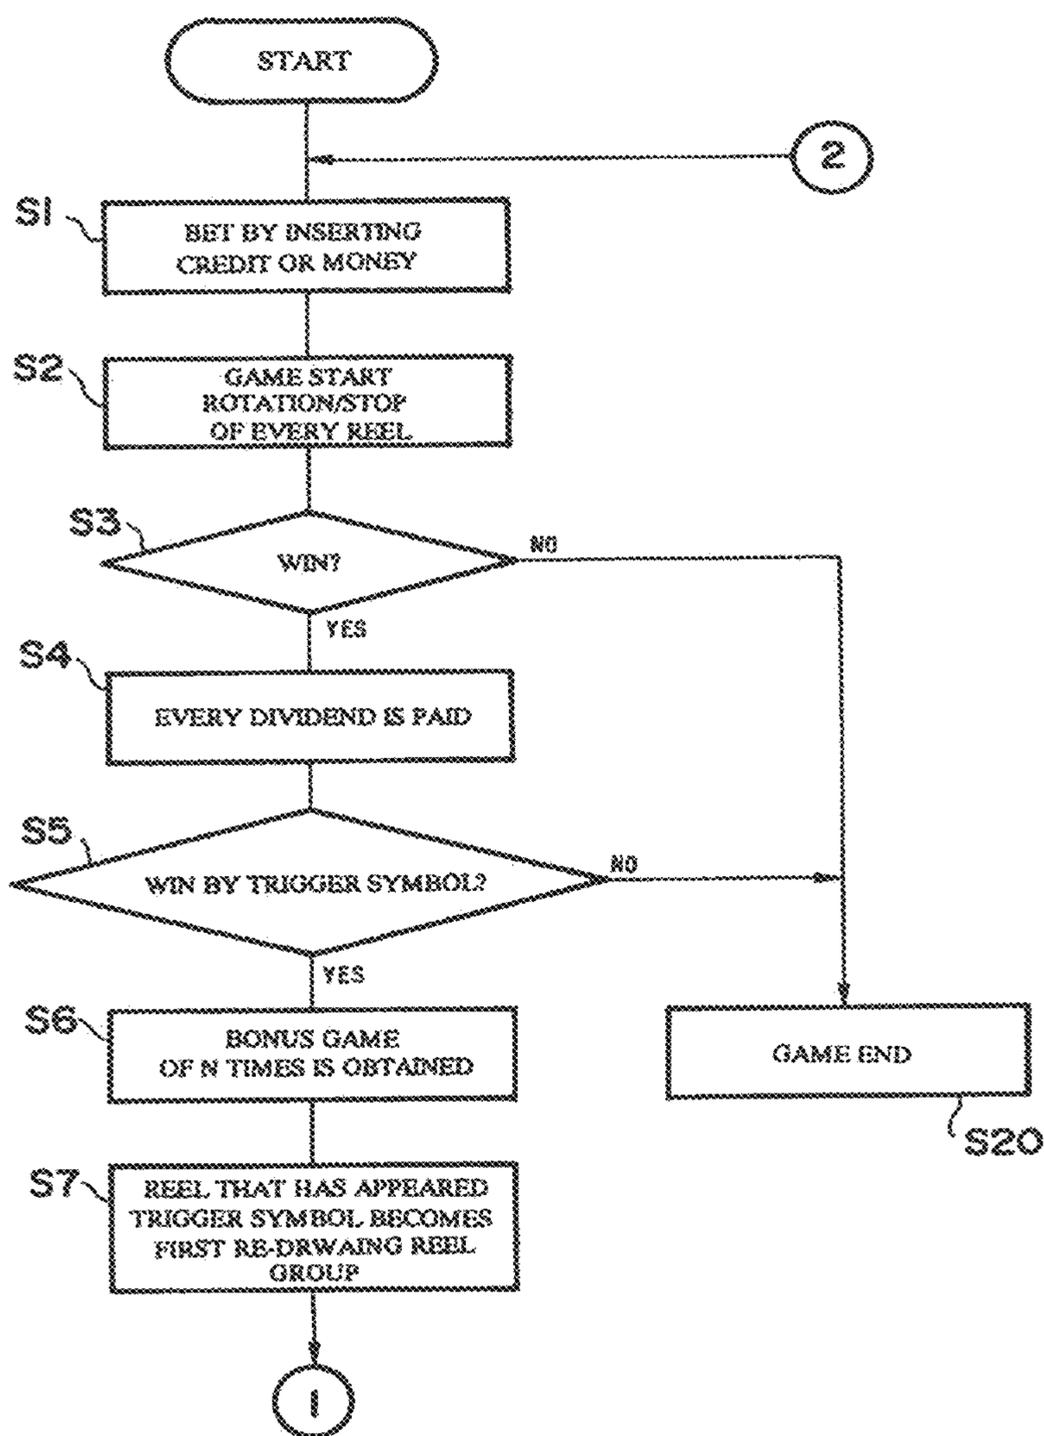 START
2
S1
BET BY INSERTING
CREDIT OR MONEY
S2
GAME START
ROTATION/STOP
OF EVERY REEL
S3
WIN?
NO
YES
S4
EVERY DIVIDEND IS PAID
S5
WIN BY TRIGGER SYMBOL?
NO
YES
S6
BONUS GAME
OF N TIMES IS OBTAINED
GAME END
S20
S7
REEL THAT HAS APPEARED
TRIGGER SYMBOL BECOMES
FIRST RE-DRWAING REEL
GROUP
1